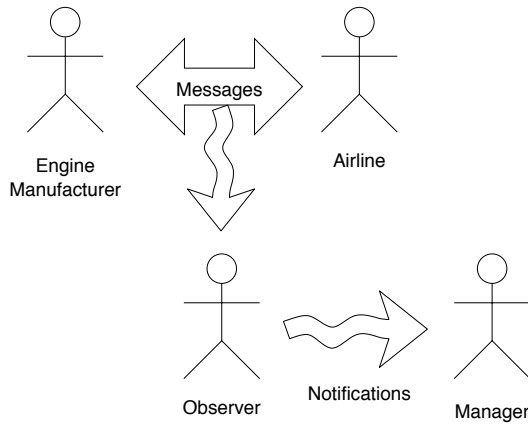 Messages
Engine
Manufacturer
Airline
Observer
Notifications
Manager